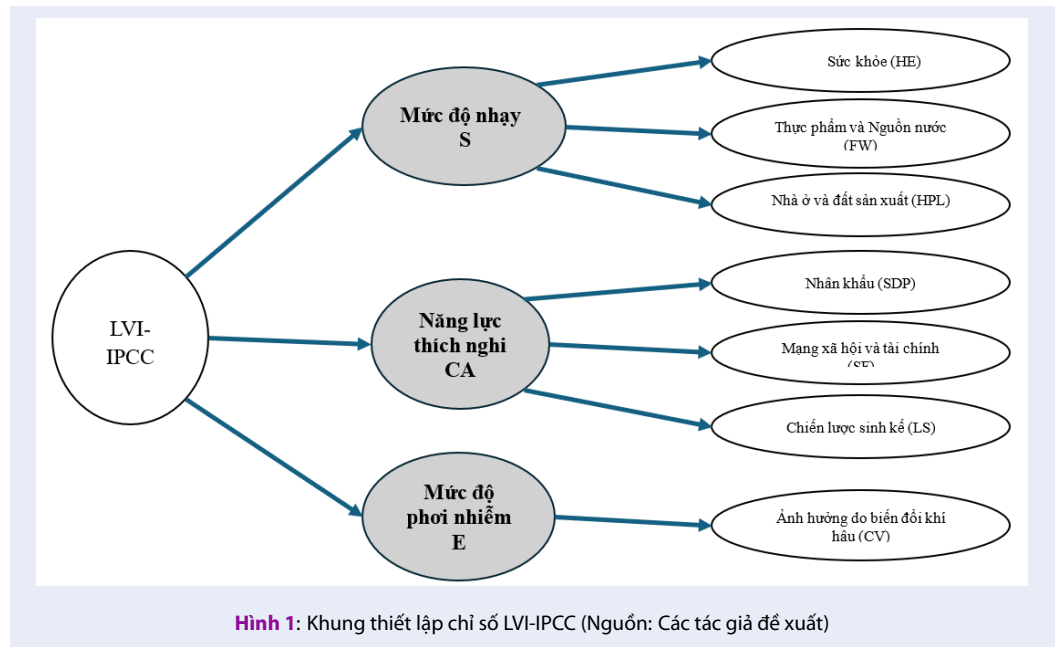 Sức khỏe (HE)
Mức độ nhạy
S
Thực phẩm và Nguồn nước
(FW)
Nhà ở và đất sản xuất (HPL)
LVI-
IPCC
Năng lực
thích nghi
CA
Nhân khẩu (SDP)
Mạng xã hội và tài chính
(SF)
Chiến lược sinh kế (LS)
Mức độ
phơi nhiễm
E
Ảnh hưởng do biến đổi khí
hậu (CV)
Hình 1: Khung thiết lập chỉ số LVI-IPCC (Nguồn: Các tác giả đề xuất)